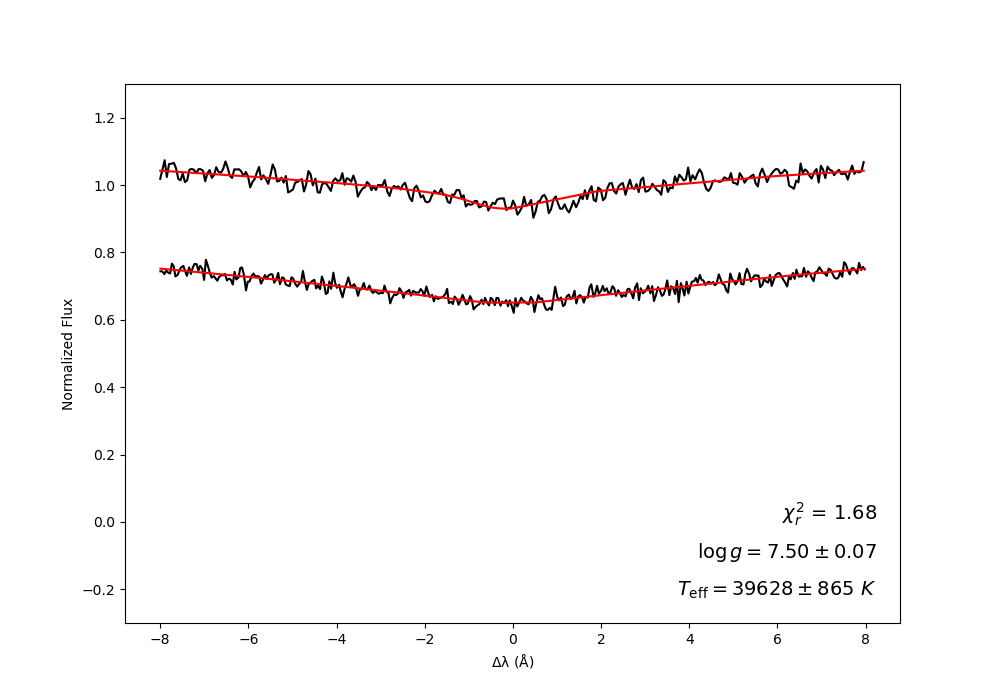 1.2
1.0
0.8
0.6
0.4
0.2
0.0
−0.2
Normalized Flux
χ²ᵣ = 1.68
log g = 7.50 ± 0.07
T_eff = 39628 ± 865 K
−8 −6 −4 −2 0 2 4 6 8
Δλ (Å)